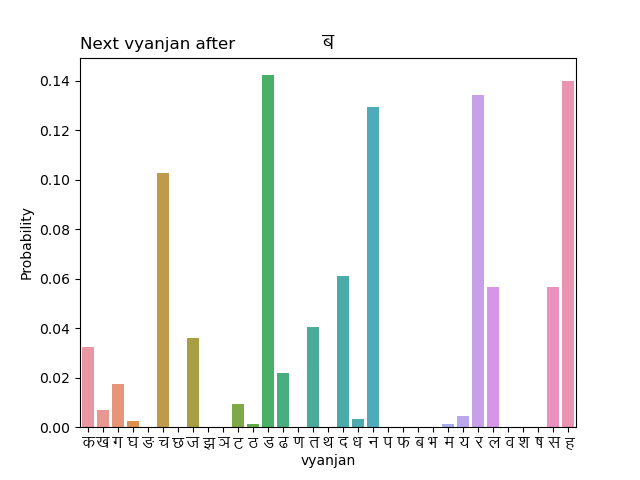 Next vyanjan after ब
0.14
0.12
0.10
0.08
0.06
0.04
0.02
0.00
Probability
क ख ग घ ङ च छ ज झ ञ ट ठ ड ढ ण त थ द ध न प फ ब भ म य र ल व श ष स ह
vyanjan